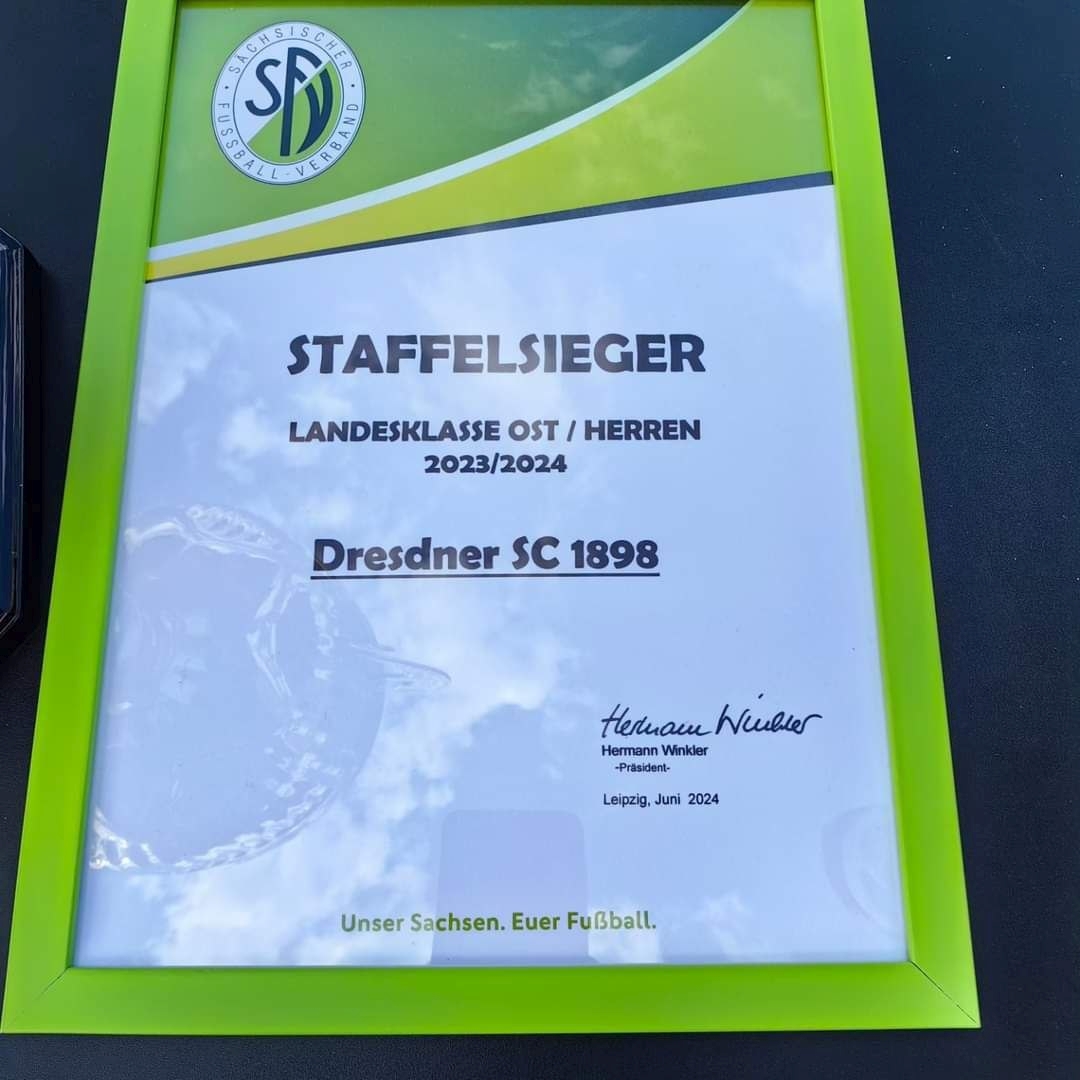 SÄCHSISCHER
SFV
FUSSBALL-VERBAND
STAFFELSIEGER
LANDESKLASSE OST / HERREN
2023/2024
Dresdner SC 1898
Hermann Winkler
Hermann Winkler
-Präsident-
Leipzig, Juni 2024
Unser Sachsen. Euer Fußball.